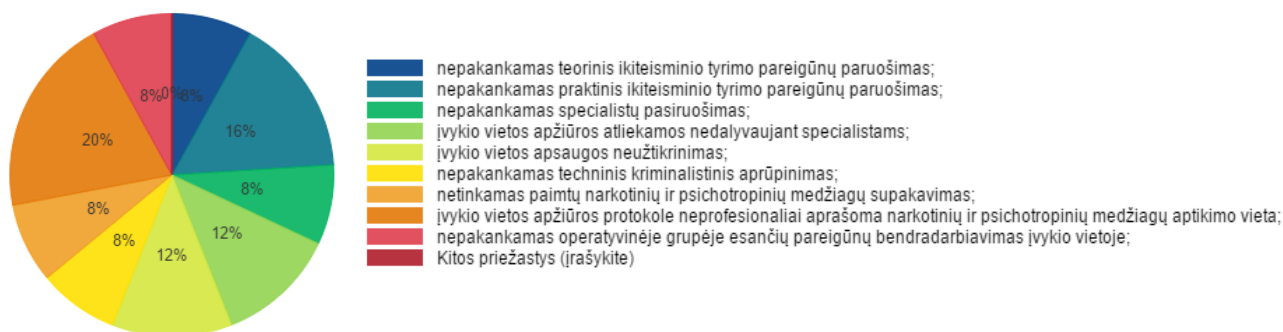 nepakankamas teorinis ikiteisminio tyrimo pareigūnų paruošimas;
nepakankamas praktinis ikiteisminio tyrimo pareigūnų paruošimas;
nepakankamas specialistų pasiruošimas;
įvykio vietos apžiūros atliekamos nedalyvaujant specialistams;
įvykio vietos apsaugos neužtikrinimas;
nepakankamas techninis kriminalistinis aprūpinimas;
netinkamas paimtų narkotinių ir psichotropinių medžiagų supakavimas;
įvykio vietos apžiūros protokole neprofesionaliai aprašoma narkotinių ir psichotropinių medžiagų aptikimo vieta;
nepakankamas operatyvinėje grupėje esančių pareigūnų bendradarbiavimas įvykio vietoje;
Kitos priežastys (įrašykite)
8%
0%
8%
16%
20%
8%
8%
12%
8%
12%